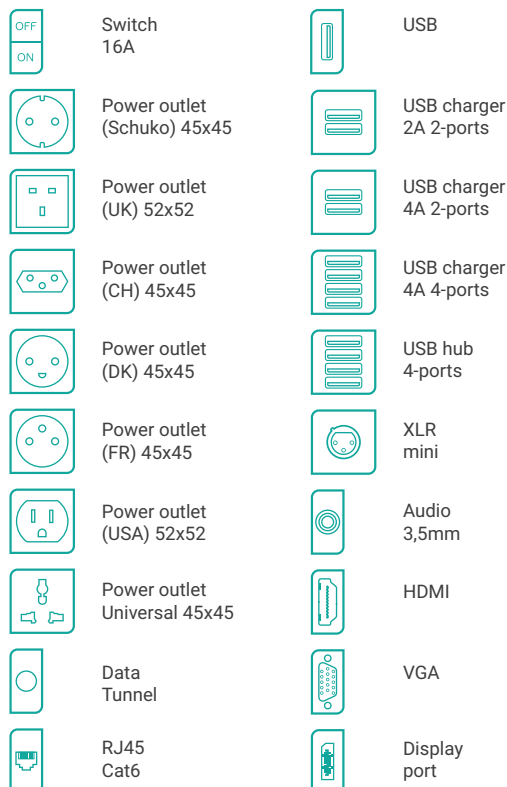 OFF
ON
Switch
16A
Power outlet
(Schuko) 45x45
Power outlet
(UK) 52x52
Power outlet
(CH) 45x45
Power outlet
(DK) 45x45
Power outlet
(FR) 45x45
Power outlet
(USA) 52x52
Power outlet
Universal 45x45
Data
Tunnel
RJ45
Cat6
USB
USB charger
2A 2-ports
USB charger
4A 2-ports
USB charger
4A 4-ports
USB hub
4-ports
XLR
mini
Audio
3,5mm
HDMI
VGA
Display
port